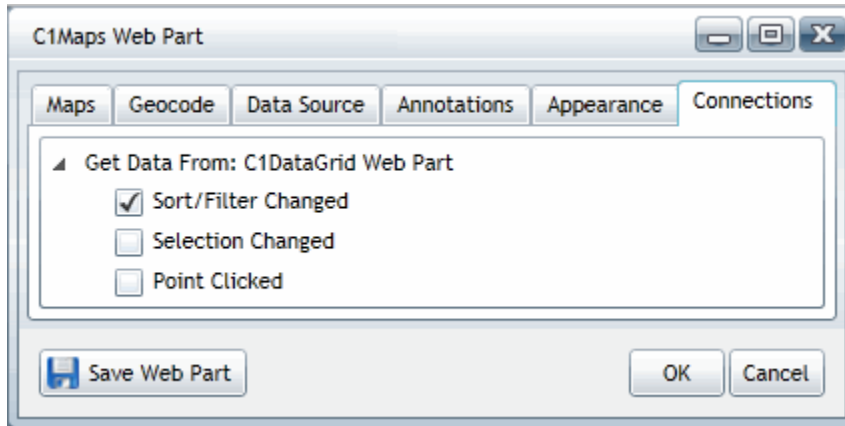 C1Maps Web Part
Maps Geocode Data Source Annotations Appearance Connections
Get Data From: C1DataGrid Web Part
Sort/Filter Changed
Selection Changed
Point Clicked
Save Web Part OK Cancel